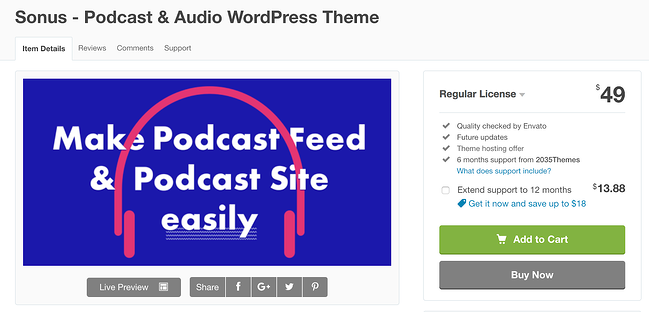 Sonus - Podcast & Audio WordPress Theme
Item Details
Reviews
Comments
Support
Make Podcast Feed
& Podcast Site
easily
Live Preview
Share
f
G+
Regular License
$49
Quality checked by Envato
Future updates
Theme hosting offer
6 months support from 2035Themes
What does support include?
Extend support to 12 months
$13.88
Get it now and save up to $18
Add to Cart
Buy Now